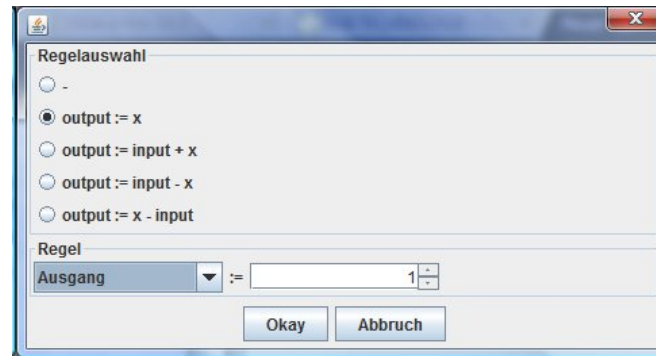 Regelauswahl
-
output := x
output := input + x
output := input - x
output := x - input
Regel
Ausgang := 1
Okay Abbruch